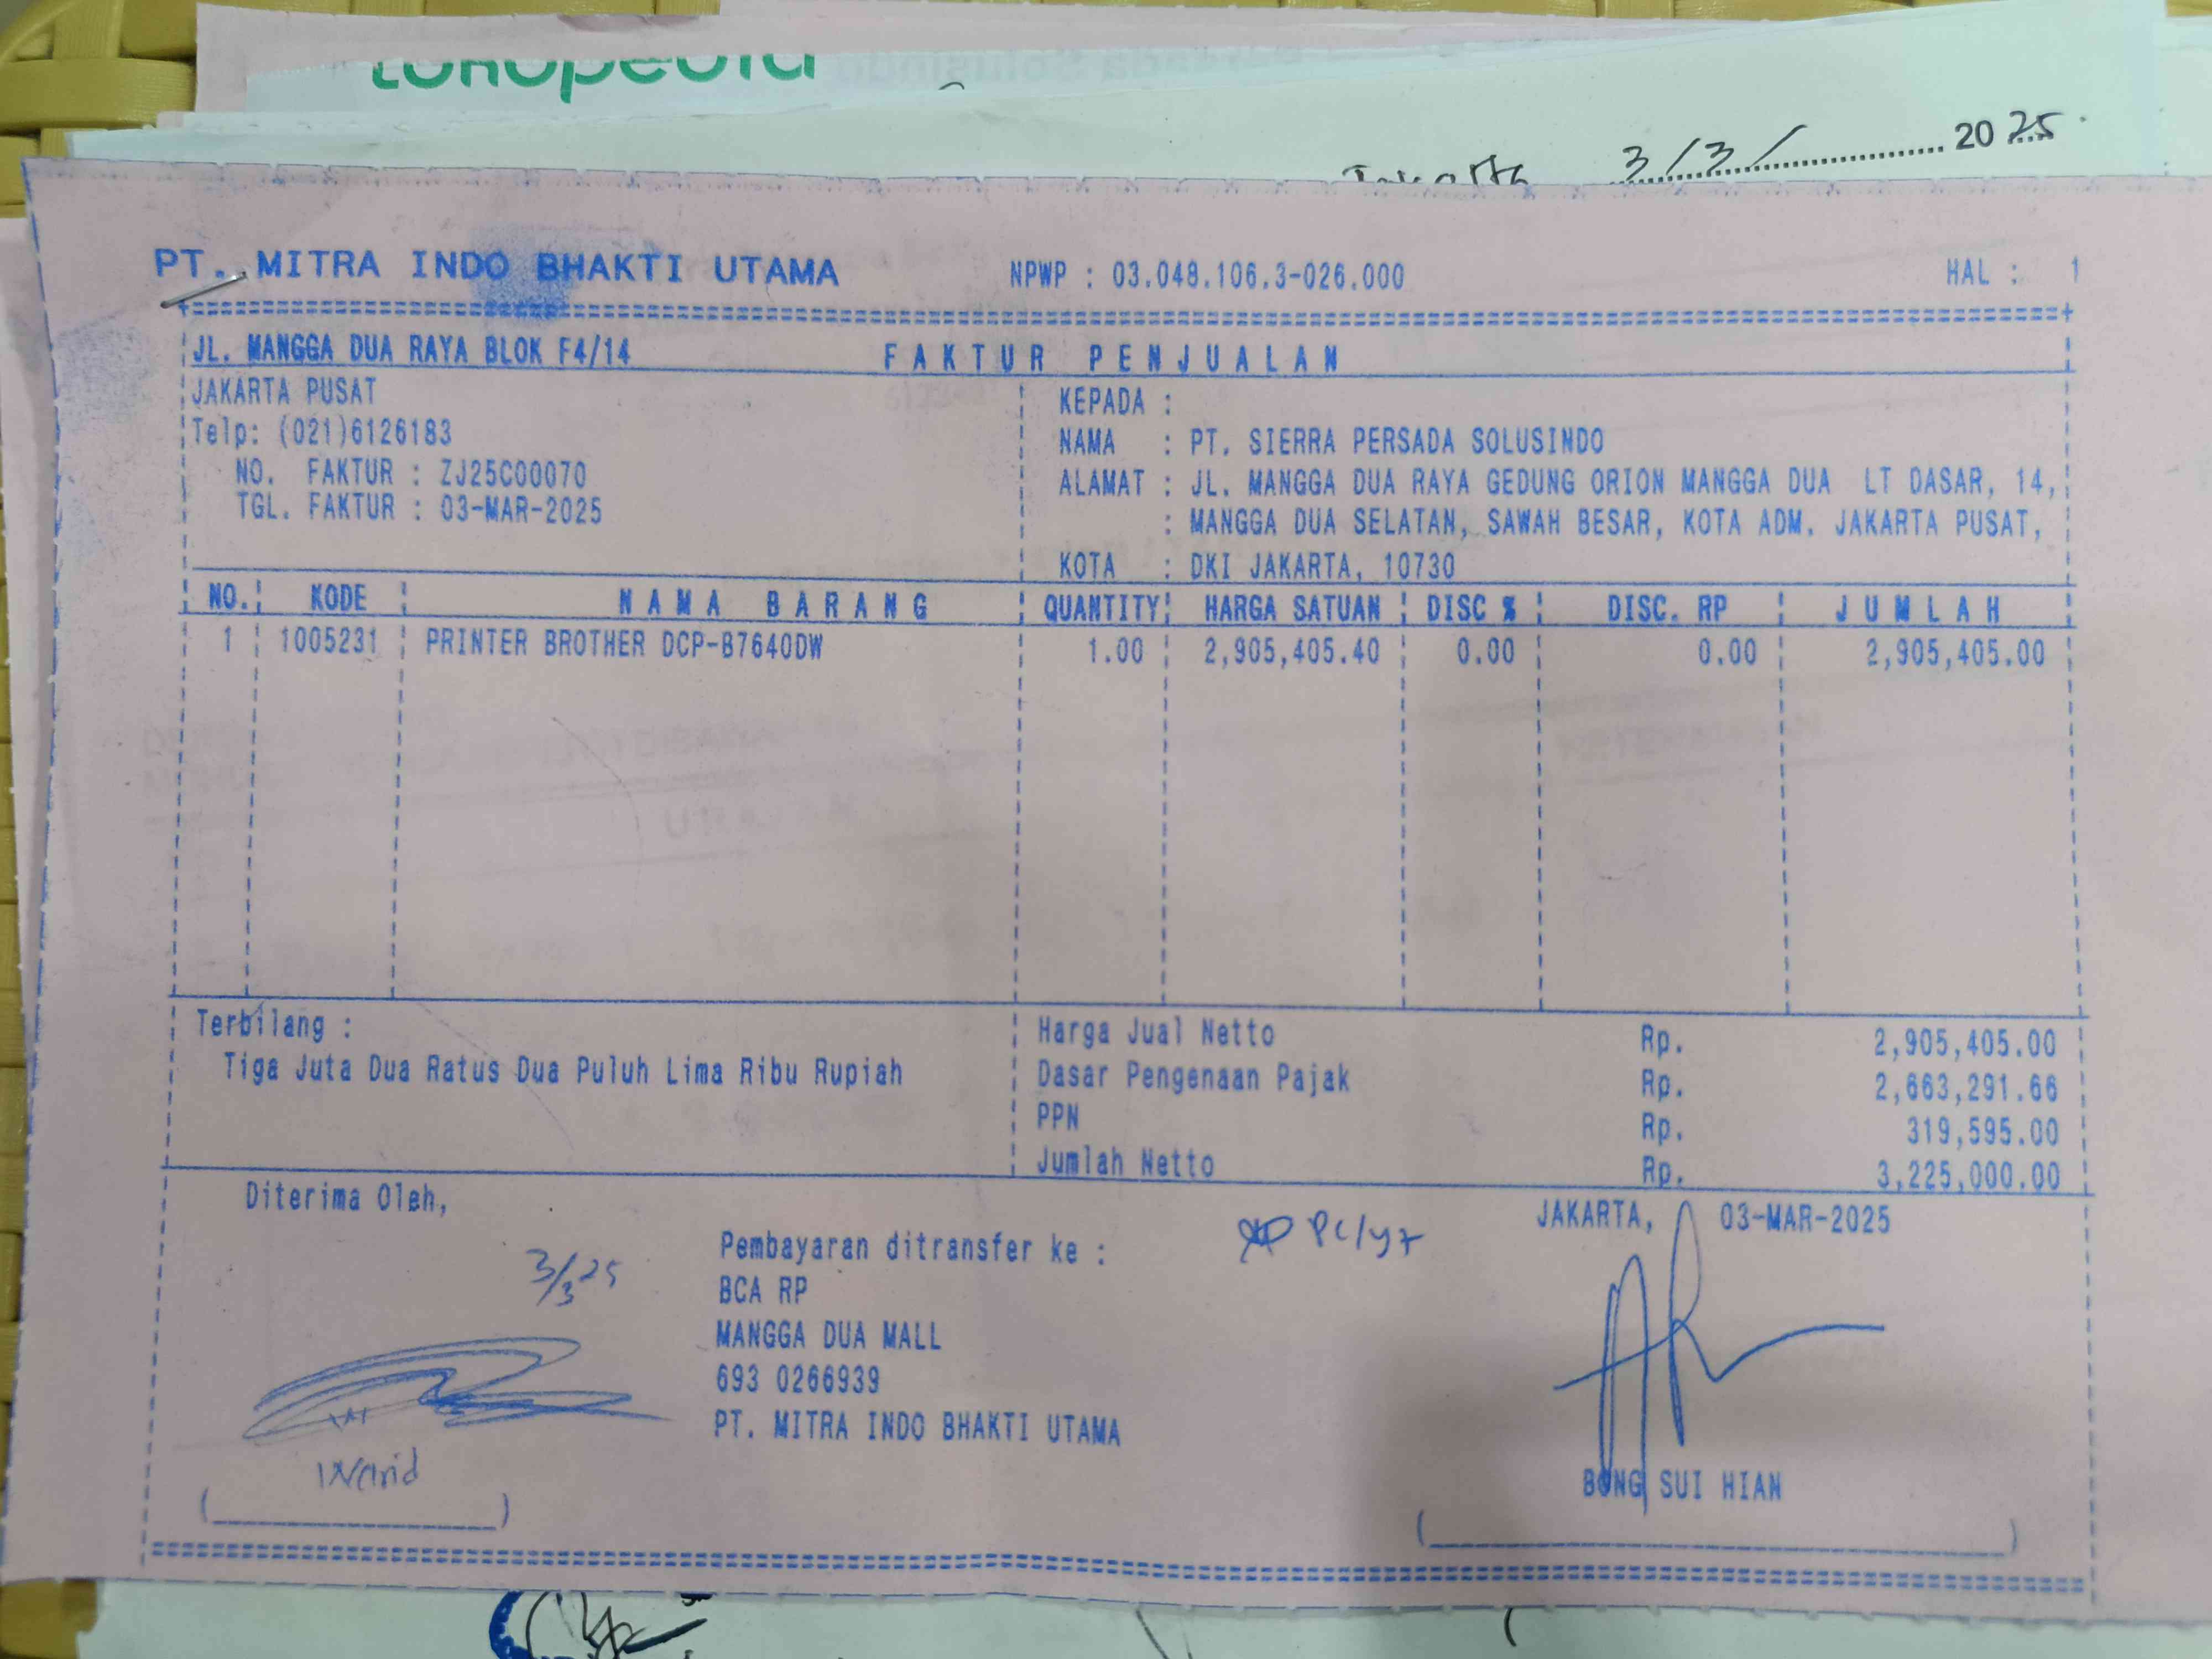 tokopedia
Jakarta 3/3/ 2025
PT. MITRA INDO BHAKTI UTAMA NPWP : 03.048.106.3-026.000 HAL : 1
JL. MANGGA DUA RAYA BLOK F4/14 FAKTUR PENJUALAN
JAKARTA PUSAT
Telp: (021)6126183
NO. FAKTUR : ZJ25C00070
TGL. FAKTUR : 03-MAR-2025
KEPADA :
NAMA : PT. SIERRA PERSADA SOLUSINDO
ALAMAT : JL. MANGGA DUA RAYA GEDUNG ORION MANGGA DUA LT DASAR, 14,
: MANGGA DUA SELATAN, SAWAH BESAR, KOTA ADM. JAKARTA PUSAT,
KOTA : DKI JAKARTA, 10730
NO. KODE NAMA BARANG QUANTITY HARGA SATUAN DISC % DISC. RP JUMLAH
1 1005231 PRINTER BROTHER DCP-B7640DW 1.00 2,905,405.40 0.00 0.00 2,905,405.00
Terbilang :
Tiga Juta Dua Ratus Dua Puluh Lima Ribu Rupiah
Harga Jual Netto Rp. 2,905,405.00
Dasar Pengenaan Pajak Rp. 2,663,291.66
PPN Rp. 319,595.00
Jumlah Netto Rp. 3,225,000.00
Diterima Oleh,
3/3 25
Warid
Pembayaran ditransfer ke :
BCA RP
MANGGA DUA MALL
693 0266939
PT. MITRA INDO BHAKTI UTAMA
JAKARTA, 03-MAR-2025
BONG SUI HIAN